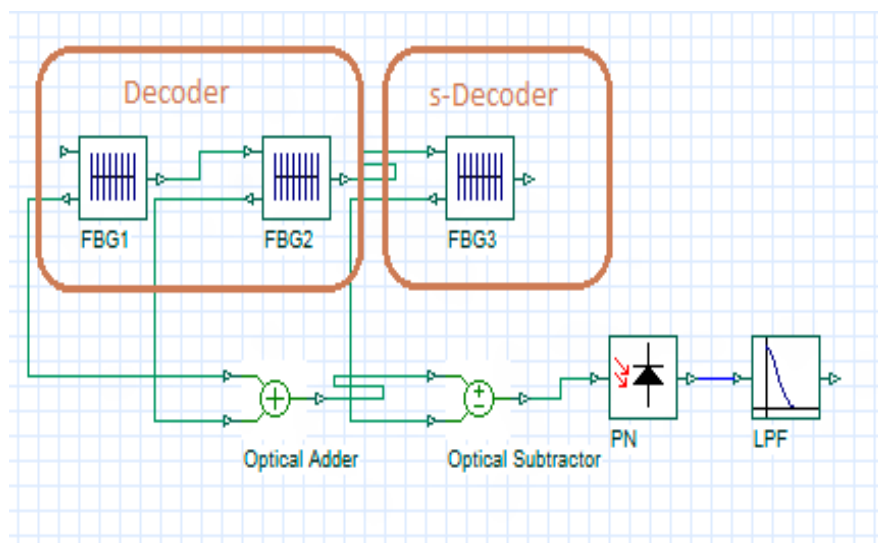 Decoder
s-Decoder
FBG1
FBG2
FBG3
Optical Adder
Optical Subtractor
PN
LPF